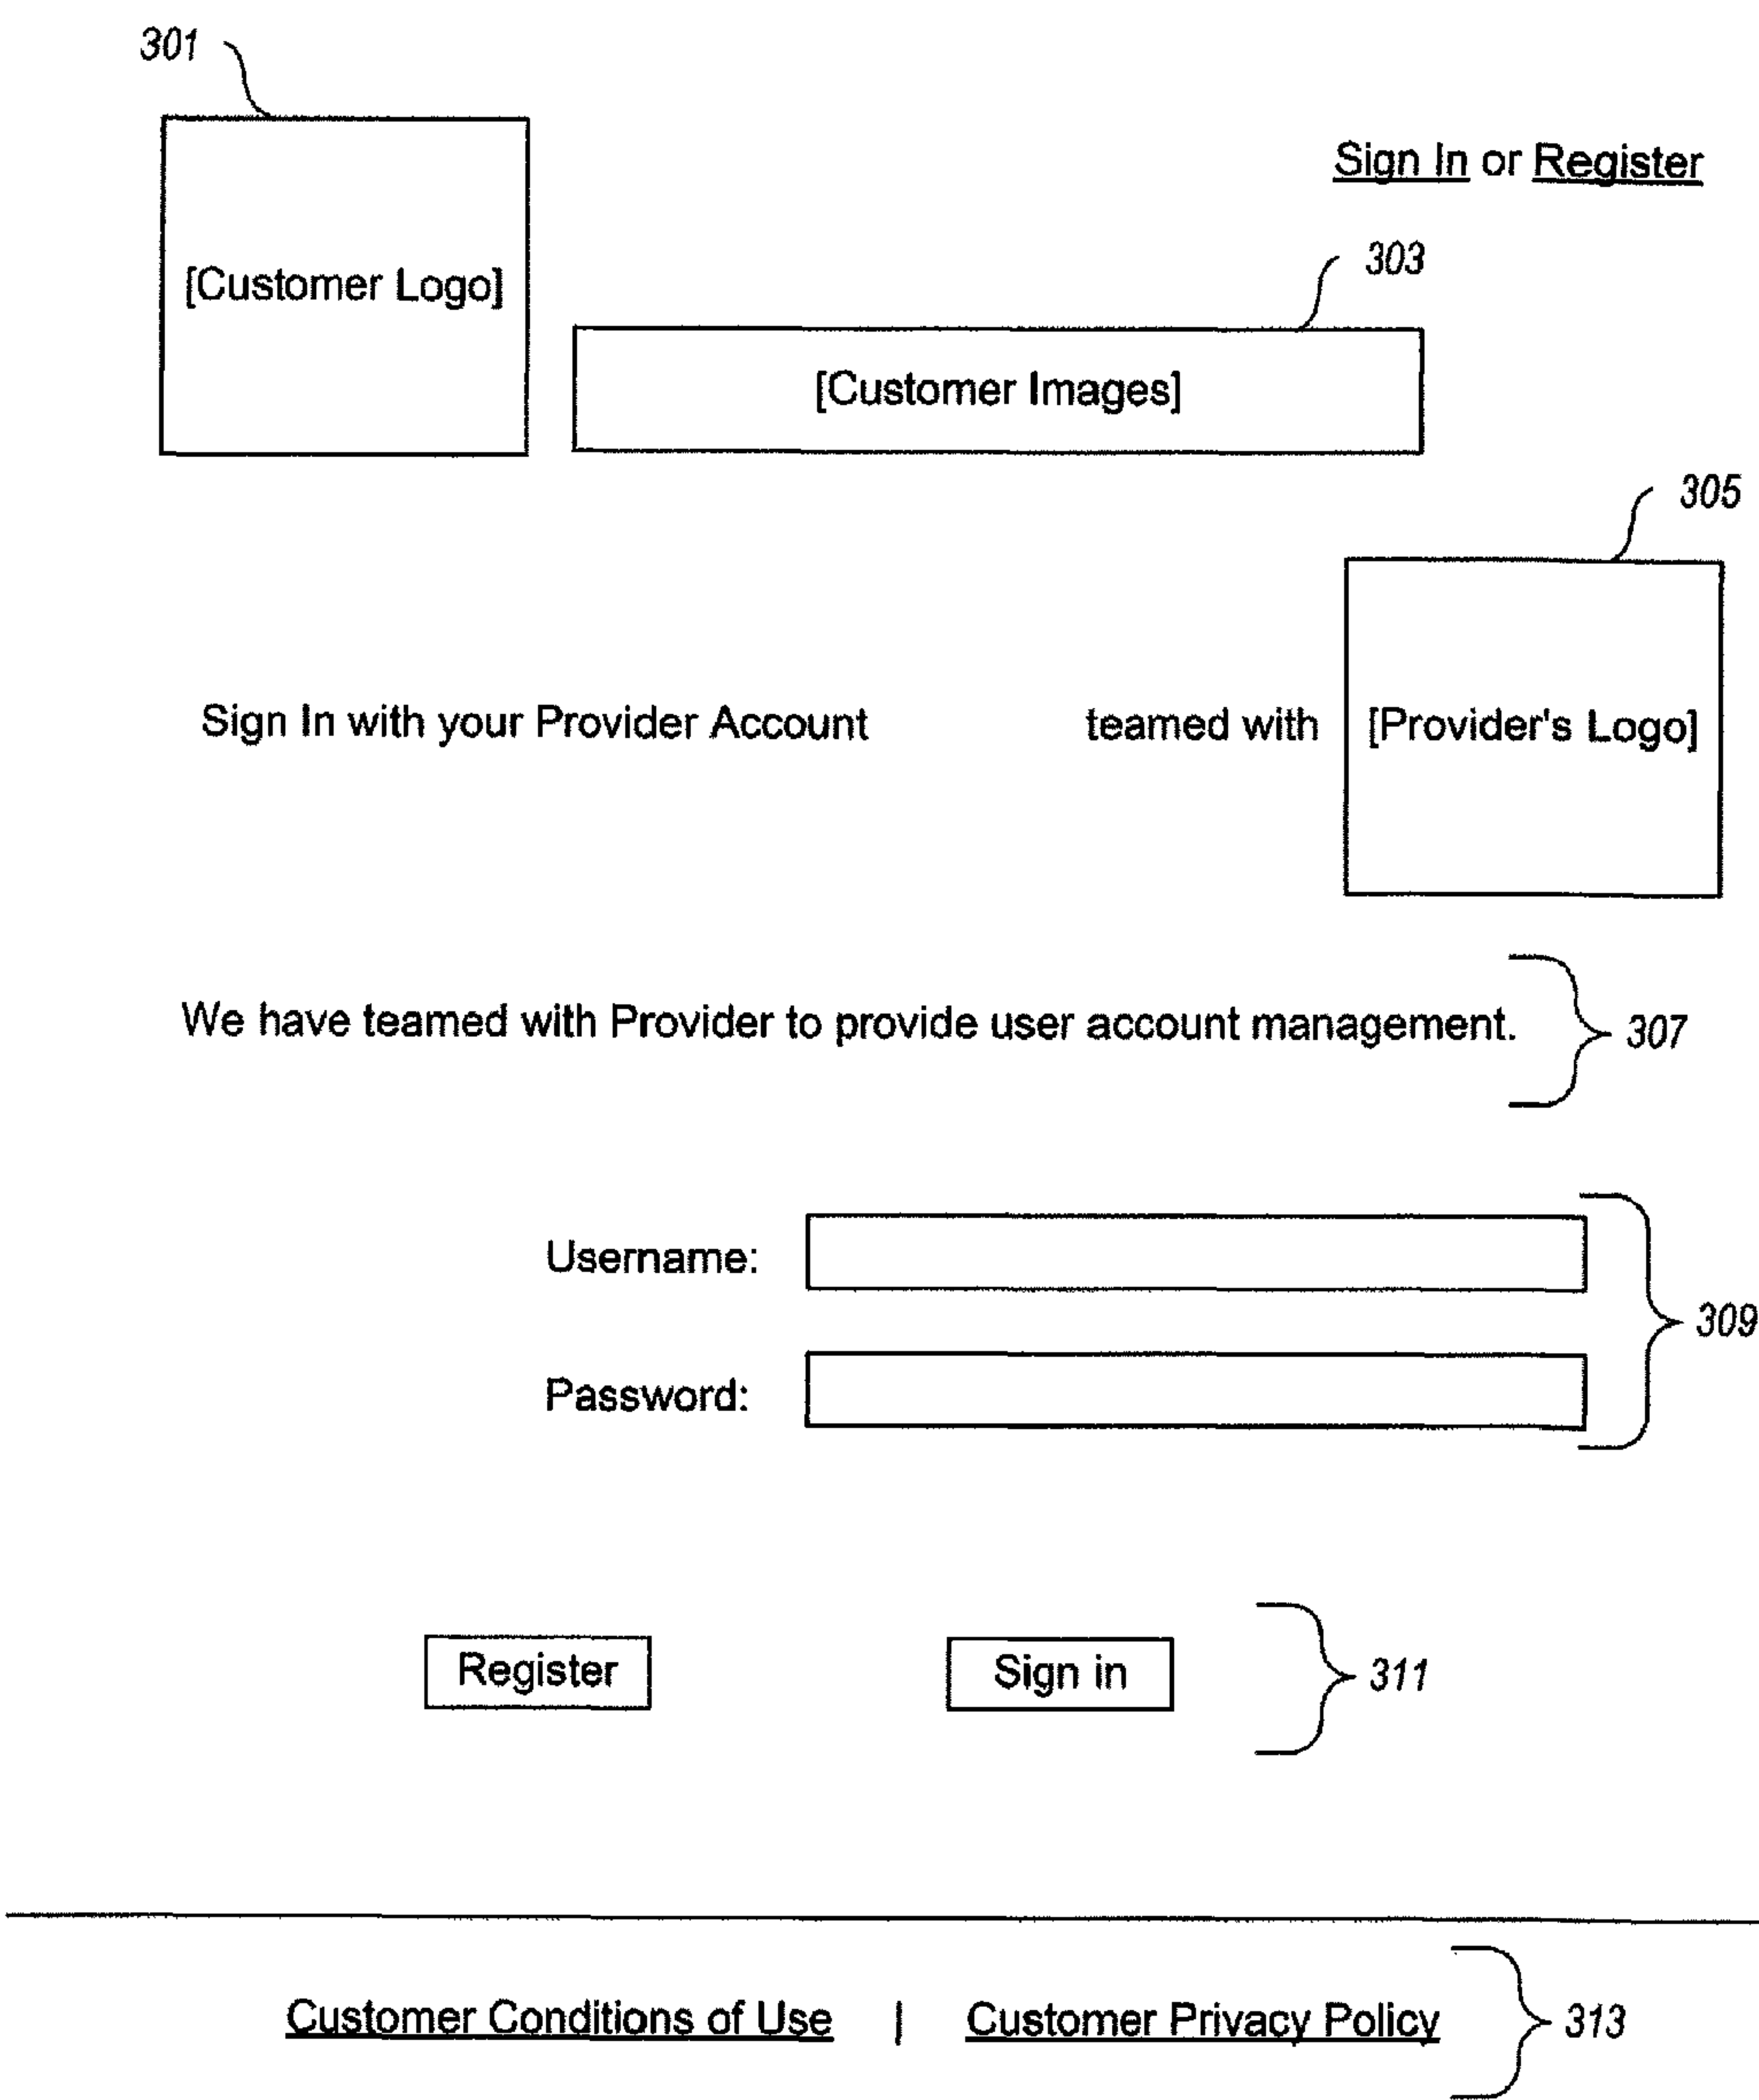 301
Sign In or Register
[Customer Logo]
303
[Customer Images]
305
Sign In with your Provider Account teamed with [Provider's Logo]
We have teamed with Provider to provide user account management.
307
Username:
309
Password:
Register Sign in
311
Customer Conditions of Use | Customer Privacy Policy
313